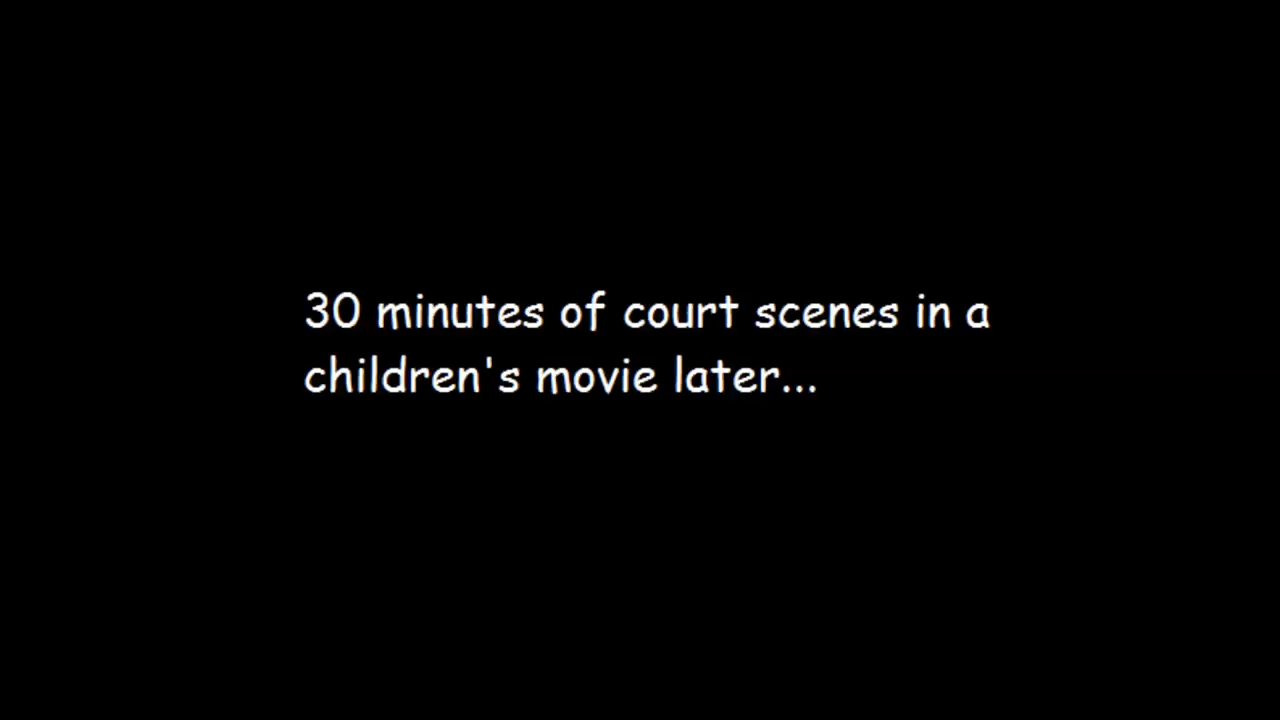 30 minutes of court scenes in a
children's movie later...